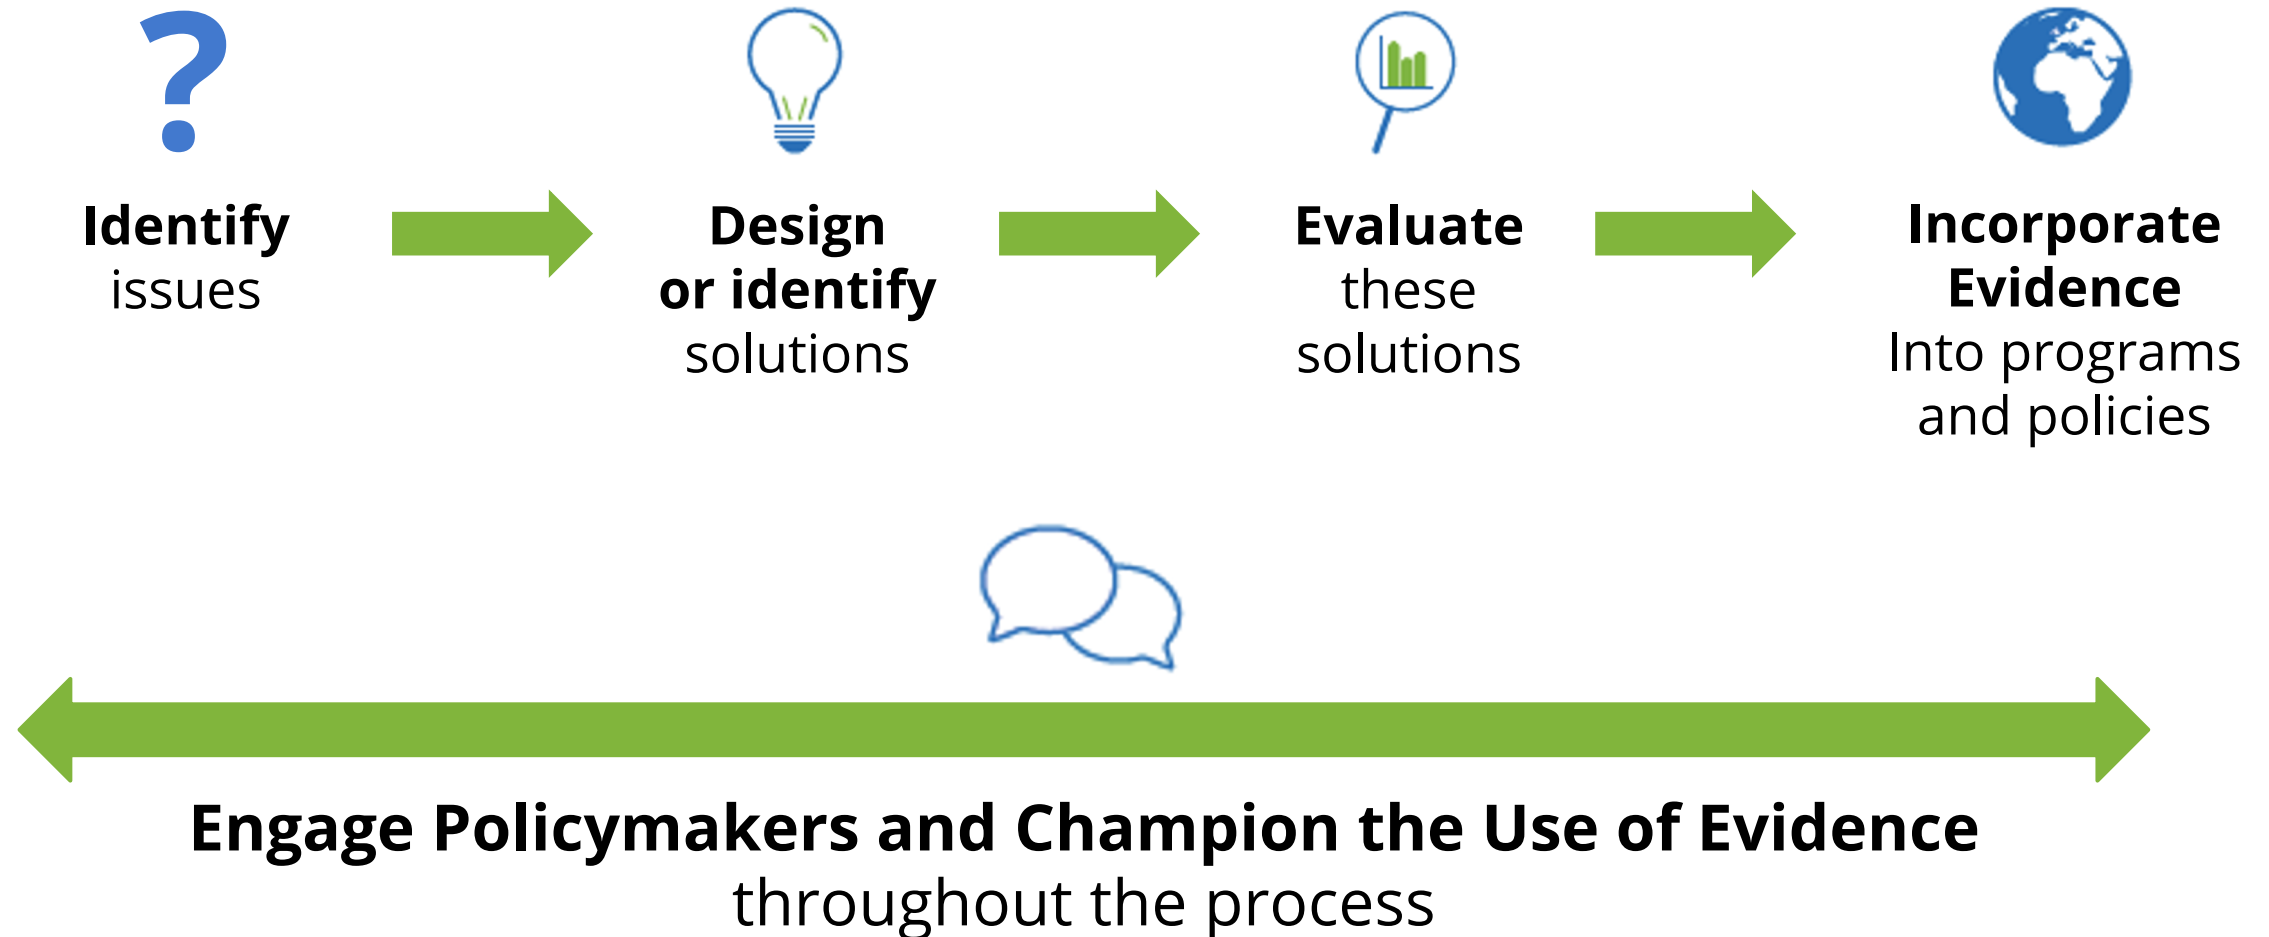 ?
Identify
issues
Design
or identify
solutions
Evaluate
these
solutions
Incorporate
Evidence
Into programs
and policies
Engage Policymakers and Champion the Use of Evidence
throughout the process